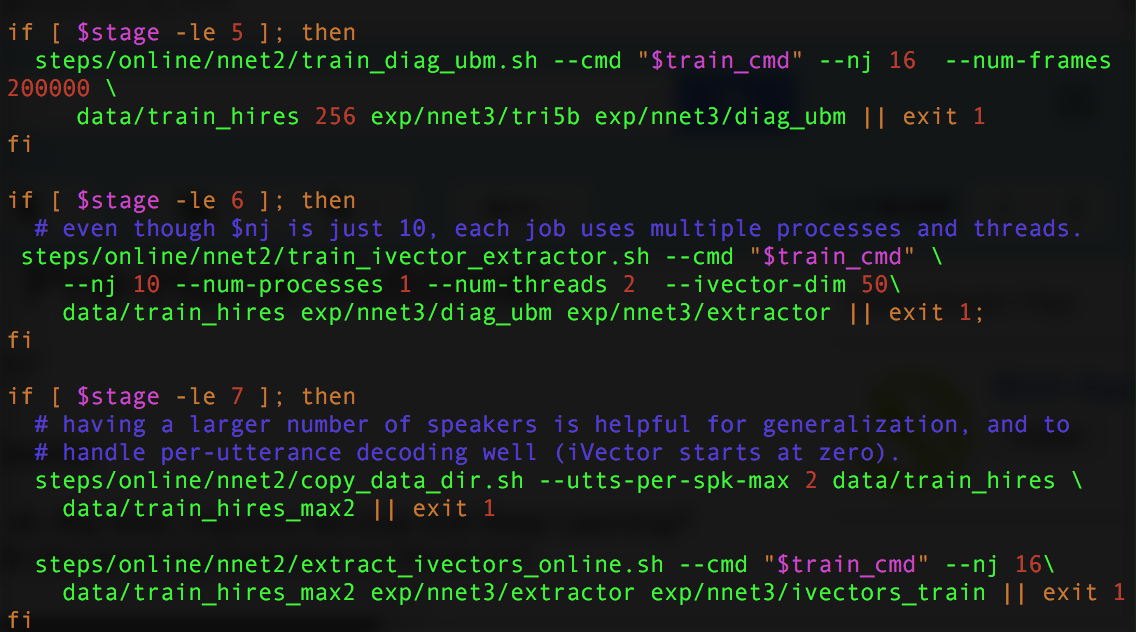 if [ $stage -le 5 ]; then
  steps/online/nnet2/train_diag_ubm.sh --cmd "$train_cmd" --nj 16  --num-frames
200000 \
     data/train_hires 256 exp/nnet3/tri5b exp/nnet3/diag_ubm || exit 1
fi

if [ $stage -le 6 ]; then
  # even though $nj is just 10, each job uses multiple processes and threads.
 steps/online/nnet2/train_ivector_extractor.sh --cmd "$train_cmd" \
    --nj 10 --num-processes 1 --num-threads 2  --ivector-dim 50\
    data/train_hires exp/nnet3/diag_ubm exp/nnet3/extractor || exit 1;
fi

if [ $stage -le 7 ]; then
  # having a larger number of speakers is helpful for generalization, and to
  # handle per-utterance decoding well (iVector starts at zero).
  steps/online/nnet2/copy_data_dir.sh --utts-per-spk-max 2 data/train_hires \
    data/train_hires_max2 || exit 1

  steps/online/nnet2/extract_ivectors_online.sh --cmd "$train_cmd" --nj 16\
    data/train_hires_max2 exp/nnet3/extractor exp/nnet3/ivectors_train || exit 1
fi